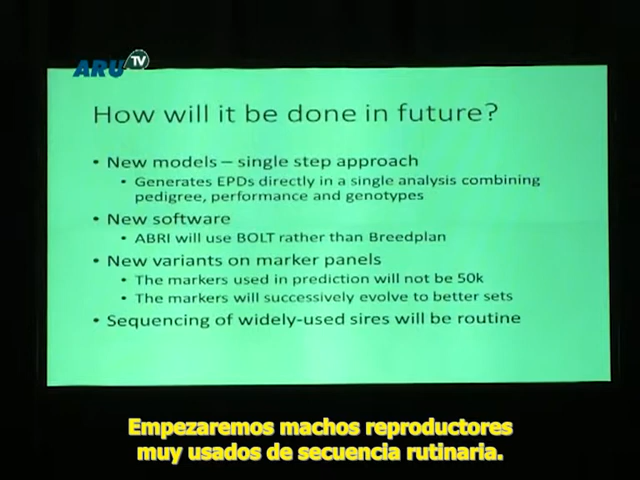 ARU TV
How will it be done in future?
• New models – single step approach
• Generates EPDs directly in a single analysis combining
pedigree, performance and genotypes
• New software
• ABRI will use BOLT rather than Breedplan
• New variants on marker panels
• The markers used in prediction will not be 50k
• The markers will successively evolve to better sets
• Sequencing of widely-used sires will be routine
Empezaremos machos reproductores
muy usados de secuencia rutinaria.